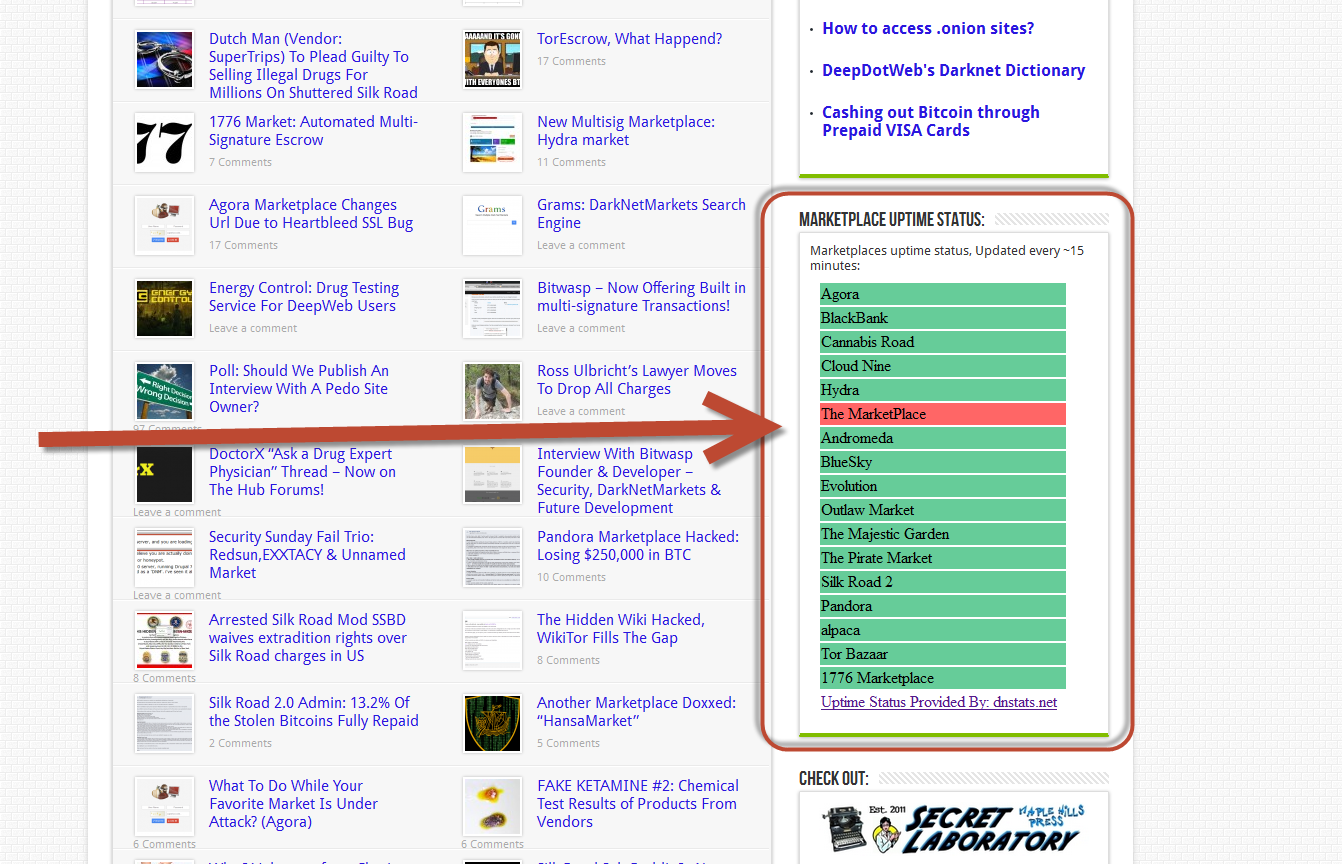 Dutch Man (Vendor:
SuperTrips) To Plead Guilty To
Selling Illegal Drugs For
Millions On Shuttered Silk Road
1776 Market: Automated Multi-
Signature Escrow
7 Comments
Agora Marketplace Changes
Url Due to Heartbleed SSL Bug
17 Comments
Energy Control: Drug Testing
Service For DeepWeb Users
Leave a comment
Poll: Should We Publish An
Interview With A Pedo Site
Owner?
97 Comments
DoctorX “Ask a Drug Expert
Physician” Thread – Now on
The Hub Forums!
Leave a comment
Security Sunday Fail Trio:
Redsun,EXXTACY & Unnamed
Market
Leave a comment
Arrested Silk Road Mod SSBD
waives extradition rights over
Silk Road charges in US
8 Comments
Silk Road 2.0 Admin: 13.2% Of
the Stolen Bitcoins Fully Repaid
2 Comments
What To Do While Your
Favorite Market Is Under
Attack? (Agora)
6 Comments
AAAAND IT'S GON
WITH EVERYONES BT
TorEscrow, What Happend?
17 Comments
New Multisig Marketplace:
Hydra market
11 Comments
Grams
Grams: DarkNetMarkets Search
Engine
Leave a comment
Bitwasp – Now Offering Built in
multi-signature Transactions!
Leave a comment
Ross Ulbricht’s Lawyer Moves
To Drop All Charges
Leave a comment
Interview With Bitwasp
Founder & Developer –
Security, DarkNetMarkets &
Future Development
Pandora Marketplace Hacked:
Losing $250,000 in BTC
10 Comments
The Hidden Wiki Hacked,
WikiTor Fills The Gap
8 Comments
Another Marketplace Doxxed:
“HansaMarket”
5 Comments
FAKE KETAMINE #2: Chemical
Test Results of Products From
Vendors
6 Comments
77
ENERGY
CONTROL
Right Decision
Wrong Decision
X
• How to access .onion sites?
• DeepDotWeb's Darknet Dictionary
• Cashing out Bitcoin through
Prepaid VISA Cards
MARKETPLACE UPTIME STATUS:
Marketplaces uptime status, Updated every ~15
minutes:
Agora
BlackBank
Cannabis Road
Cloud Nine
Hydra
The MarketPlace
Andromeda
BlueSky
Evolution
Outlaw Market
The Majestic Garden
The Pirate Market
Silk Road 2
Pandora
alpaca
Tor Bazaar
1776 Marketplace
Uptime Status Provided By: dnstats.net
CHECK OUT:
Est. 2011
SECRET
LABORATORY
MAPLE HILLS
PRESS